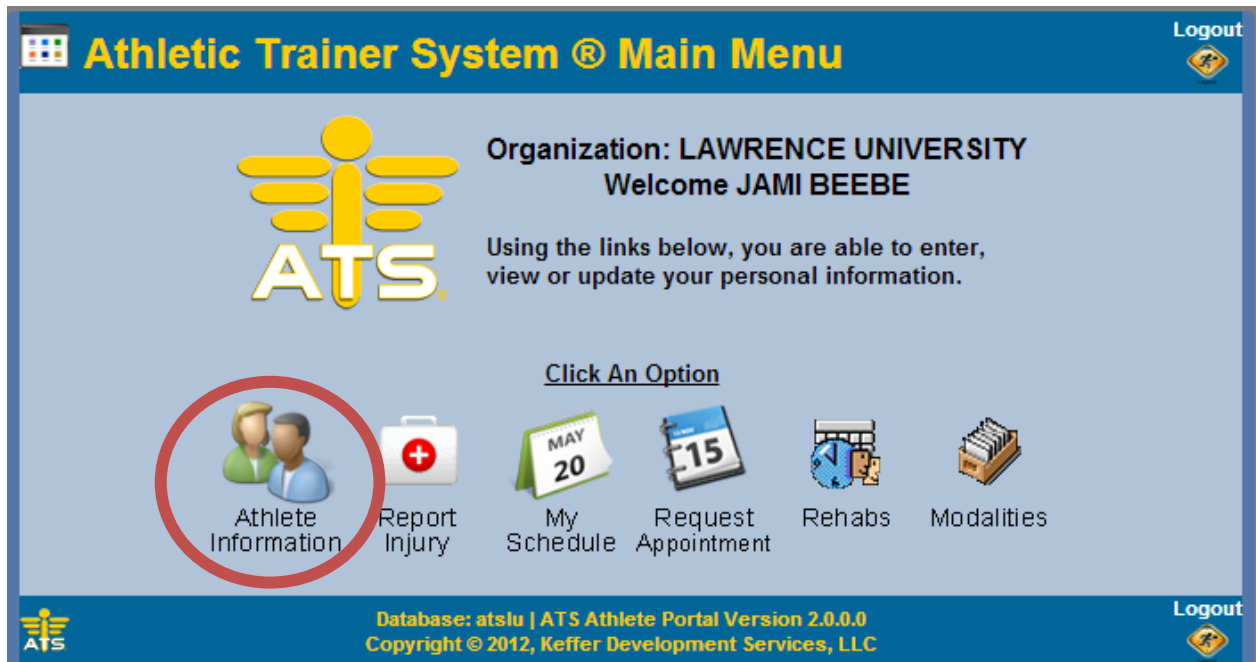 Logout
Athletic Trainer System ® Main Menu
Organization: LAWRENCE UNIVERSITY
Welcome JAMI BEEBE
ATS
Using the links below, you are able to enter,
view or update your personal information.
Click An Option
MAY
20
15
Athlete
Information
Report
Injury
My
Schedule
Request
Appointment
Rehabs
Modalities
ATS
Database: atslu | ATS Athlete Portal Version 2.0.0.0
Copyright © 2012, Keffer Development Services, LLC
Logout